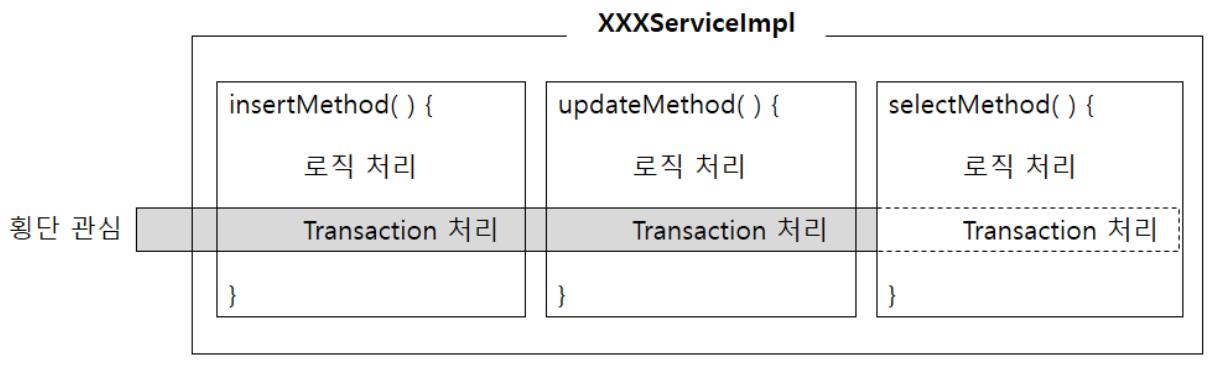 XXXServiceImpl
insertMethod( ) {
로직 처리
Transaction 처리
}
updateMethod( ) {
로직 처리
Transaction 처리
}
selectMethod( ) {
로직 처리
Transaction 처리
}
횡단 관심